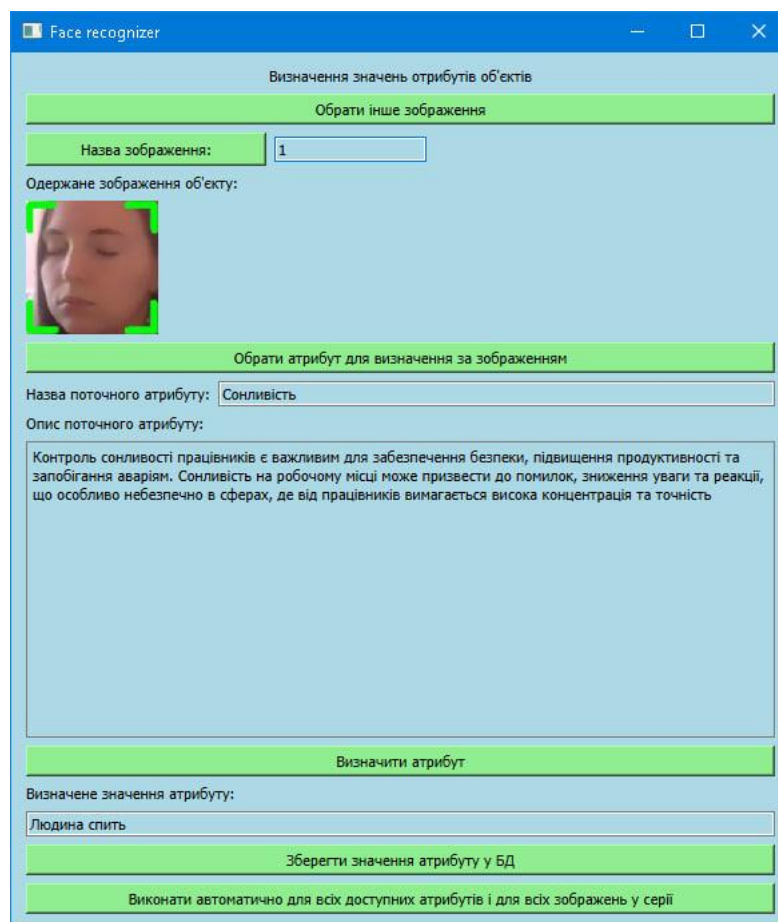 Face recognizer
Визначення значень отрибутів об'єктів
Обрати інше зображення
Назва зображення: 1
Одержане зображення об'єкту:
Обрати атрибут для визначення за зображенням
Назва поточного атрибуту: Сонливість
Опис поточного атрибуту:
Контроль сонливості працівників є важливим для забезпечення безпеки, підвищення продуктивності та
запобігання аваріям. Сонливість на робочому місці може призвести до помилок, зниження уваги та реакції,
що особливо небезпечно в сферах, де від працівників вимагається висока концентрація та точність
Визначити атрибут
Визначене значення атрибуту:
Людина спить
Зберегти значення атрибуту у БД
Виконати автоматично для всіх доступних атрибутів і для всіх зображень у серії